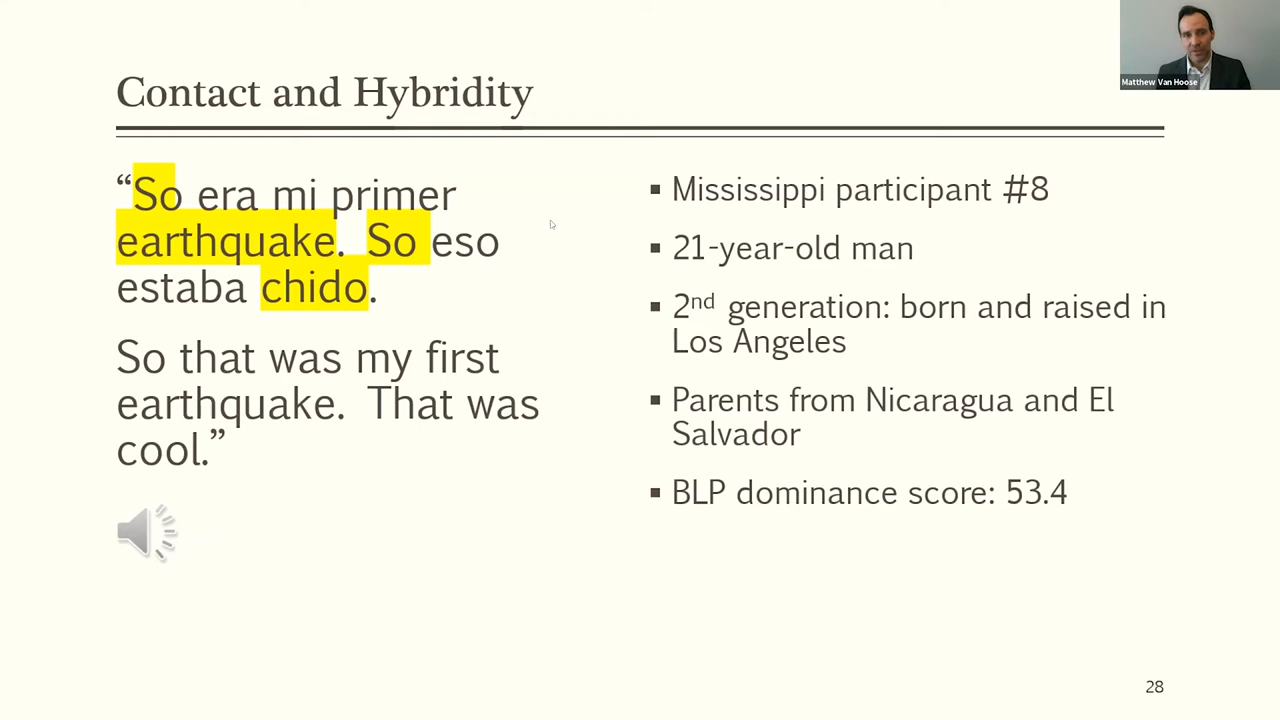 Matthew Van Hoose
Contact and Hybridity
“So era mi primer
earthquake. So eso
estaba chido.
So that was my first
earthquake. That was
cool.”
▪ Mississippi participant #8
▪ 21-year-old man
▪ 2nd generation: born and raised in
Los Angeles
▪ Parents from Nicaragua and El
Salvador
▪ BLP dominance score: 53.4
28